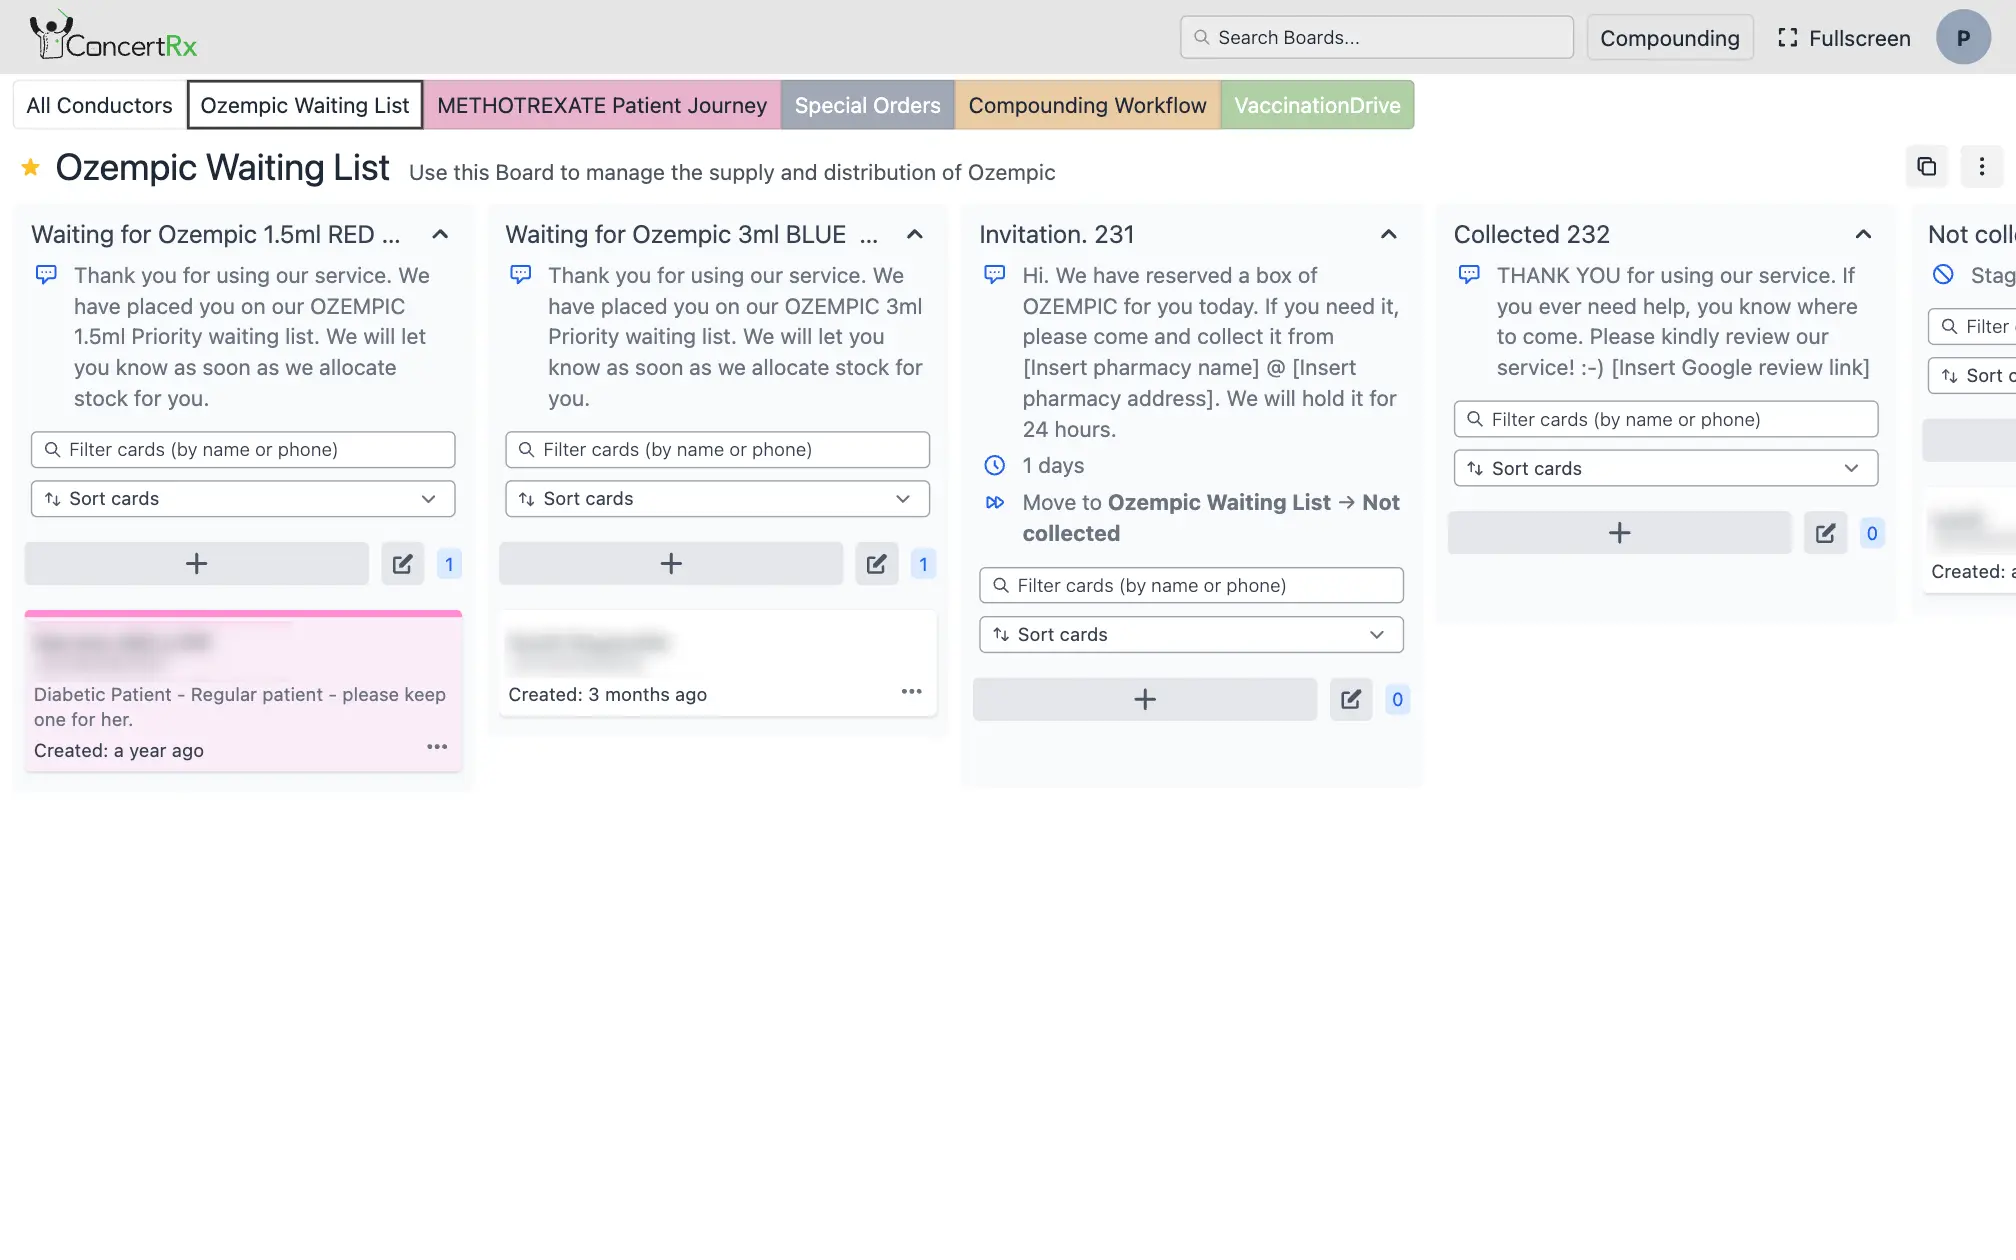 ConcertRx
Search Boards...
Compounding
Fullscreen
P
All Conductors
Ozempic Waiting List
METHOTREXATE Patient Journey
Special Orders
Compounding Workflow
VaccinationDrive
Ozempic Waiting List
Use this Board to manage the supply and distribution of Ozempic
Waiting for Ozempic 1.5ml RED ...
Thank you for using our service. We
have placed you on our OZEMPIC
1.5ml Priority waiting list. We will let
you know as soon as we allocate
stock for you.
Filter cards (by name or phone)
Sort cards
1
Diabetic Patient - Regular patient - please keep
one for her.
Created: a year ago
Waiting for Ozempic 3ml BLUE ...
Thank you for using our service. We
have placed you on our OZEMPIC 3ml
Priority waiting list. We will let you
know as soon as we allocate stock for
you.
Filter cards (by name or phone)
Sort cards
1
Created: 3 months ago
Invitation. 231
Hi. We have reserved a box of
OZEMPIC for you today. If you need it,
please come and collect it from
[Insert pharmacy name] @ [Insert
pharmacy address]. We will hold it for
24 hours.
1 days
Move to Ozempic Waiting List → Not
collected
Filter cards (by name or phone)
Sort cards
0
Collected 232
THANK YOU for using our service. If
you ever need help, you know where
to come. Please kindly review our
service! :-) [Insert Google review link]
Filter cards (by name or phone)
Sort cards
0
Not coll
Stag
Filter
Sort c
Created: a